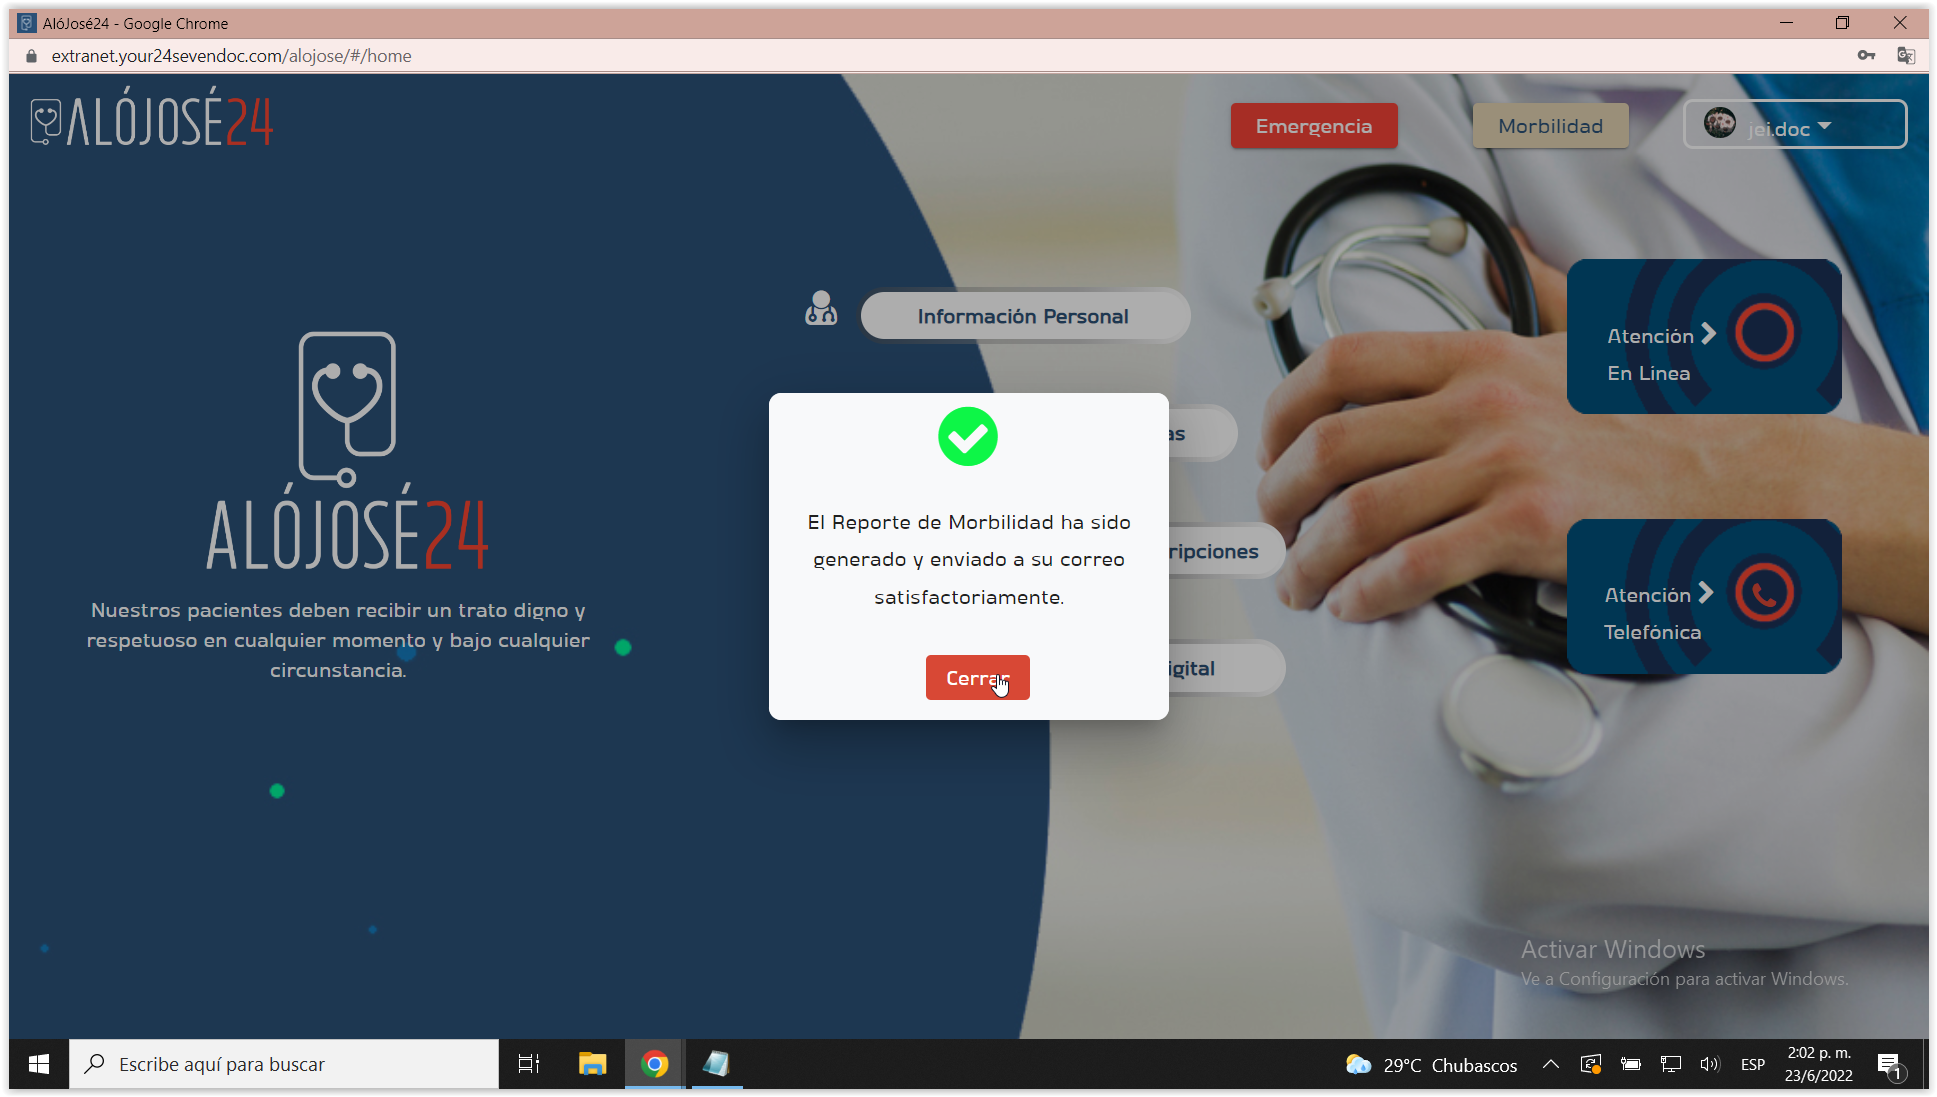 AlóJosé24 - Google Chrome
extranet.your24sevendoc.com/alojose/#/home
ALÓJOSÉ24
Emergencia
Morbilidad
jei.doc
Información Personal
Atención
En Linea
as
ALÓJOSÉ24
Nuestros pacientes deben recibir un trato digno y
respetuoso en cualquier momento y bajo cualquier
circunstancia.
El Reporte de Morbilidad ha sido
generado y enviado a su correo
satisfactoriamente.
Cerrar
ripciones
igital
Atención
Telefónica
Activar Windows
Ve a Configuración para activar Windows.
Escribe aquí para buscar
29°C Chubascos
ESP
2:02 p. m.
23/6/2022
1